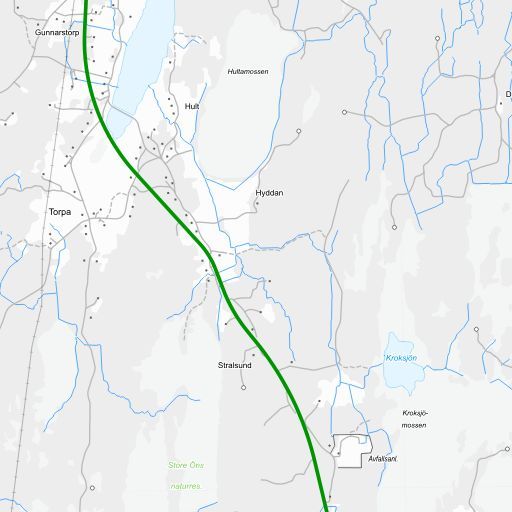 Gunnarstorp
Hultamossen
Hult
D
Hyddan
Torpa
Kroksjön
Stralsund
Kroksjö-
mossen
Avfallsanl.
Store Öns
naturres.